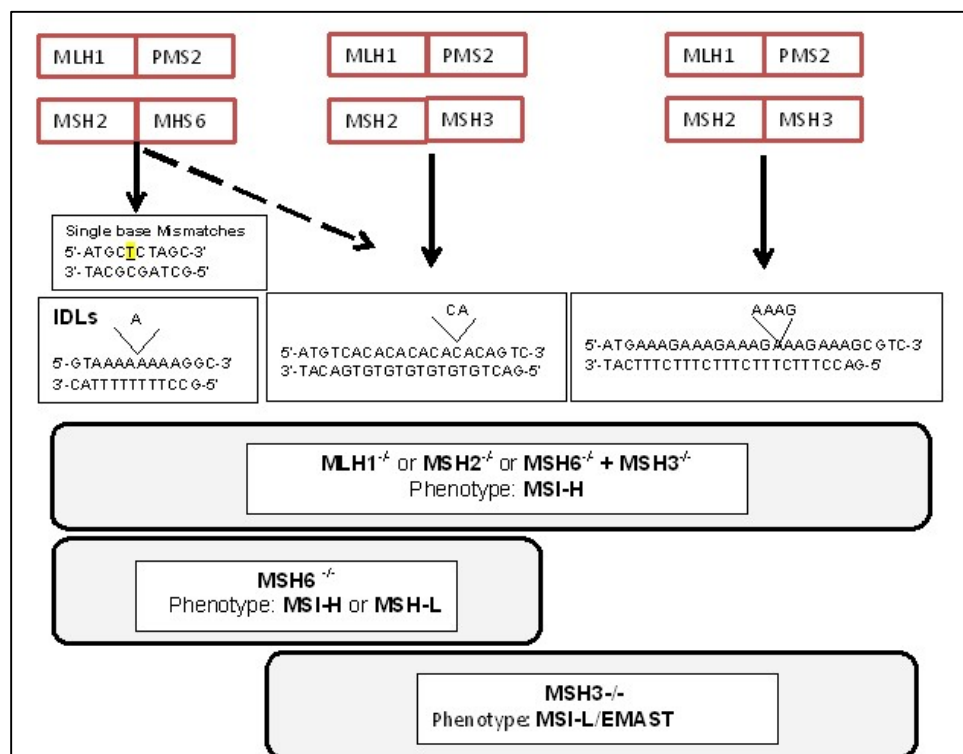 MLH1 PMS2 MLH1 PMS2 MLH1 PMS2
MSH2 MHS6 MSH2 MSH3 MSH2 MSH3
Single base Mismatches
5'-ATGCTCTAGC-3'
3'-TACGCGATCG-5'
IDLs A
5'-GTAAAAAAAAGGC-3'
3'-CATTTTTTTTCCG-5'
CA
5'-ATGTCACACACACACACAGTC-3'
3'-TACAGTGTGTGTGTGTGTCAG-5'
AAAG
5'-ATGAAAGAAAGAAAGAAAGAAAGCGTC-3'
3'-TACTTTCTTTCTTTCTTTCTTTCCAG-5'
MLH1-/- or MSH2-/- or MSH6-/- + MSH3-/-
Phenotype: MSI-H
MSH6 -/-
Phenotype: MSI-H or MSH-L
MSH3-/-
Phenotype: MSI-L/EMAST